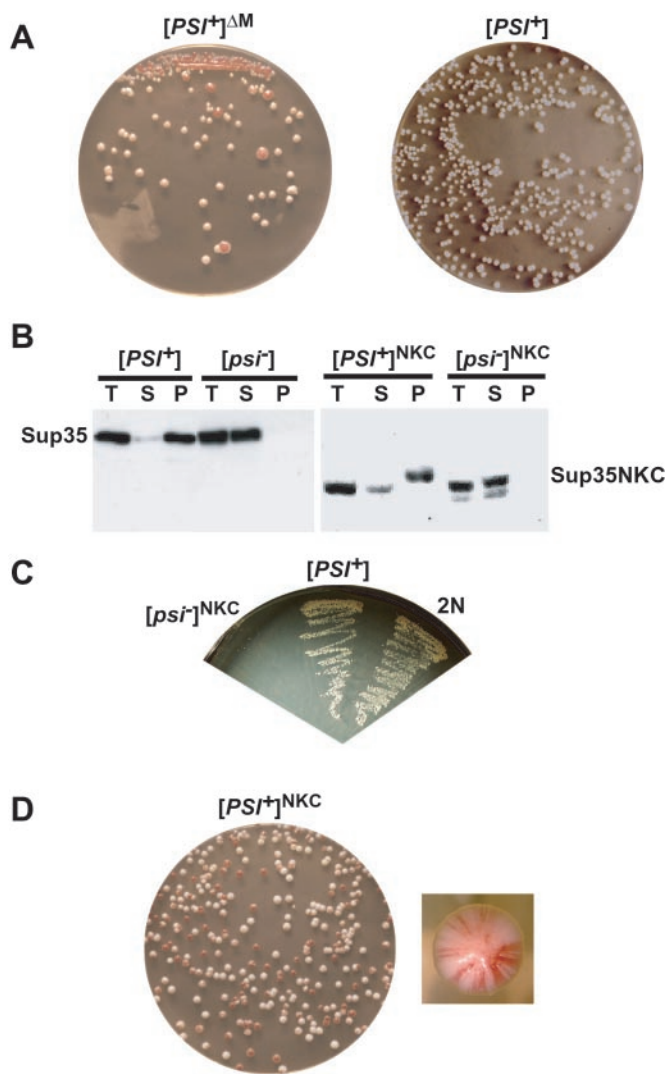 A
[PSI+]ΔM
[PSI+]
B
[PSI+] [psi-] [PSI+]NKC [psi-]NKC
T S P T S P T S P T S P
Sup35
Sup35NKC
C
[PSI+]
[psi-]NKC
2N
D
[PSI+]NKC